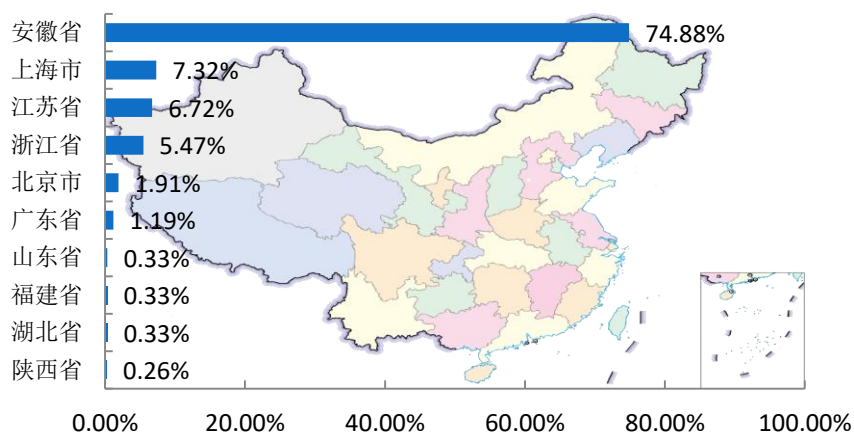 安徽省 74.88%
上海市 7.32%
江苏省 6.72%
浙江省 5.47%
北京市 1.91%
广东省 1.19%
山东省 0.33%
福建省 0.33%
湖北省 0.33%
陕西省 0.26%
0.00% 20.00% 40.00% 60.00% 80.00% 100.00%